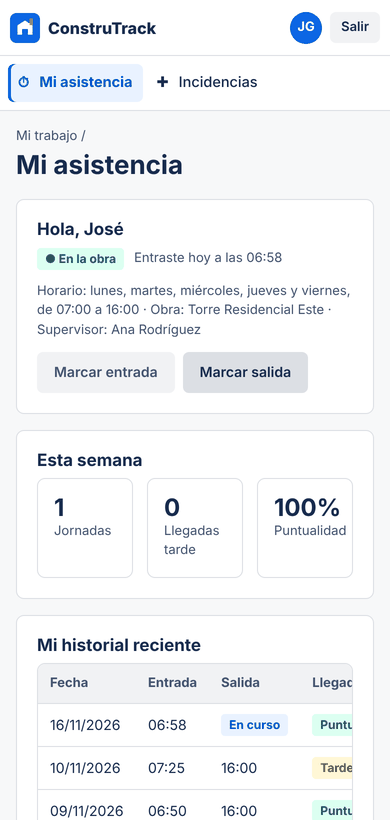 ConstruTrack
JG
Salir
Mi asistencia
Incidencias
Mi trabajo /
Mi asistencia
Hola, José
En la obra
Entraste hoy a las 06:58
Horario: lunes, martes, miércoles, jueves y viernes,
de 07:00 a 16:00 · Obra: Torre Residencial Este ·
Supervisor: Ana Rodríguez
Marcar entrada
Marcar salida
Esta semana
1
Jornadas
0
Llegadas
tarde
100%
Puntualidad
Mi historial reciente
Fecha Entrada Salida Llegad
16/11/2026 06:58 En curso Puntu
10/11/2026 07:25 16:00 Tarde
09/11/2026 06:50 16:00 Puntu